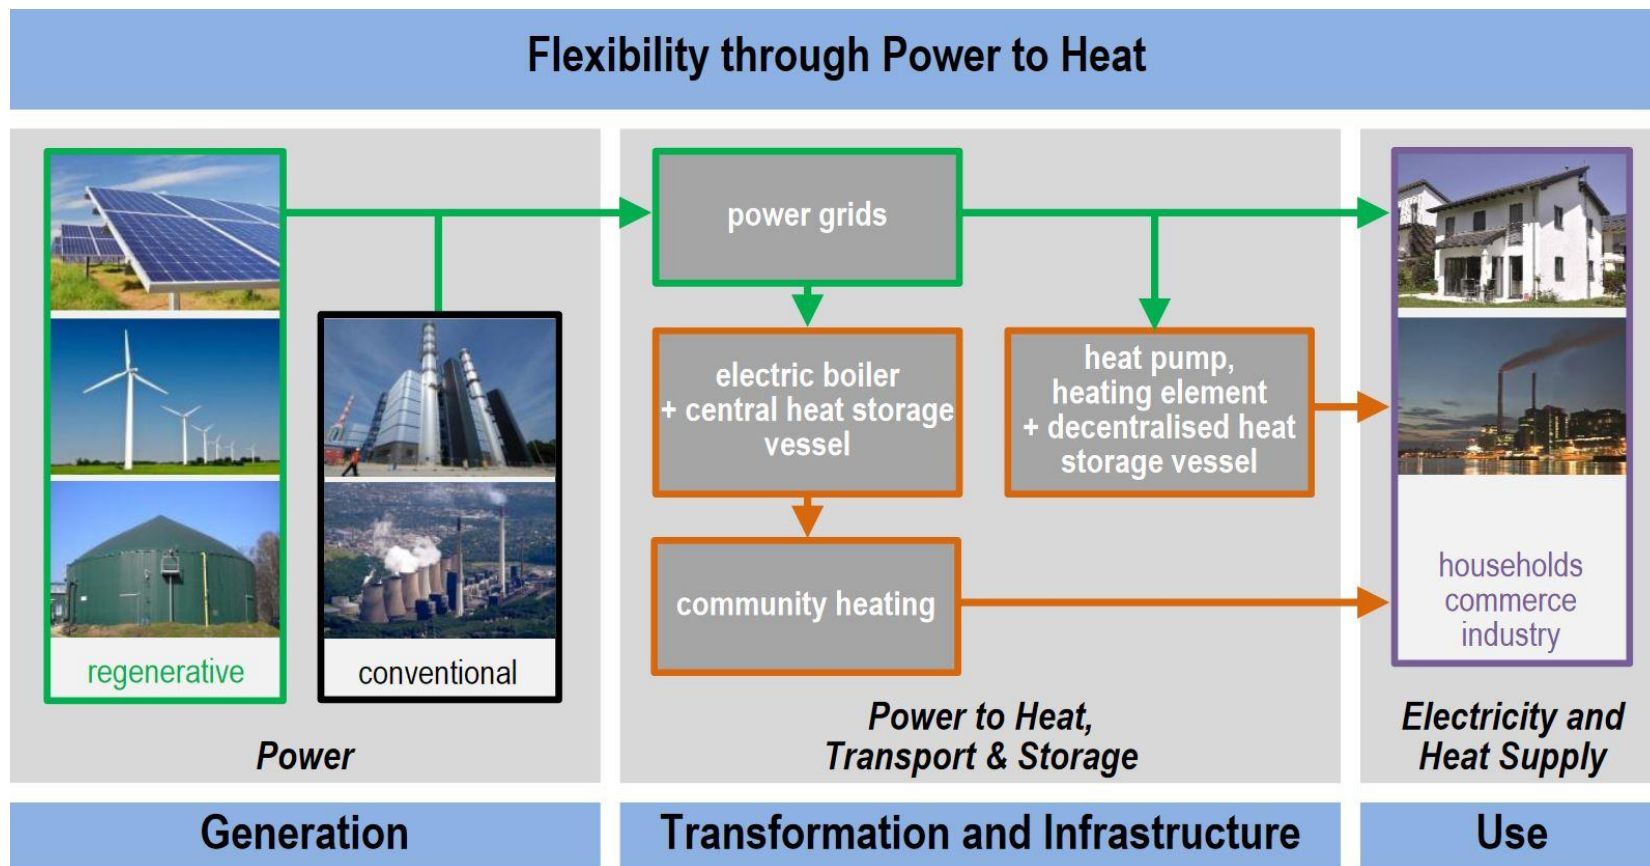 Flexibility through Power to Heat
regenerative
conventional
Power
power grids
electric boiler
+ central heat storage
vessel
heat pump,
heating element
+ decentralised heat
storage vessel
community heating
Power to Heat,
Transport & Storage
households
commerce
industry
Electricity and
Heat Supply
Generation
Transformation and Infrastructure
Use